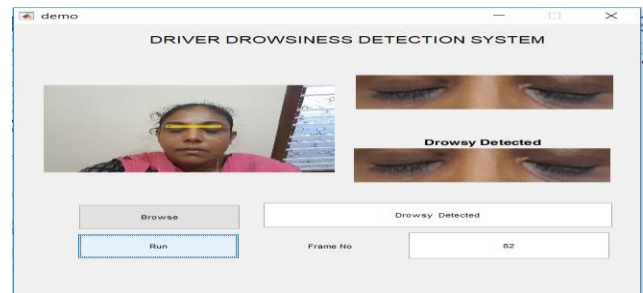 demo
DRIVER DROWSINESS DETECTION SYSTEM
Drowsy Detected
Browse
Drowsy Detected
Run
Frame No
82